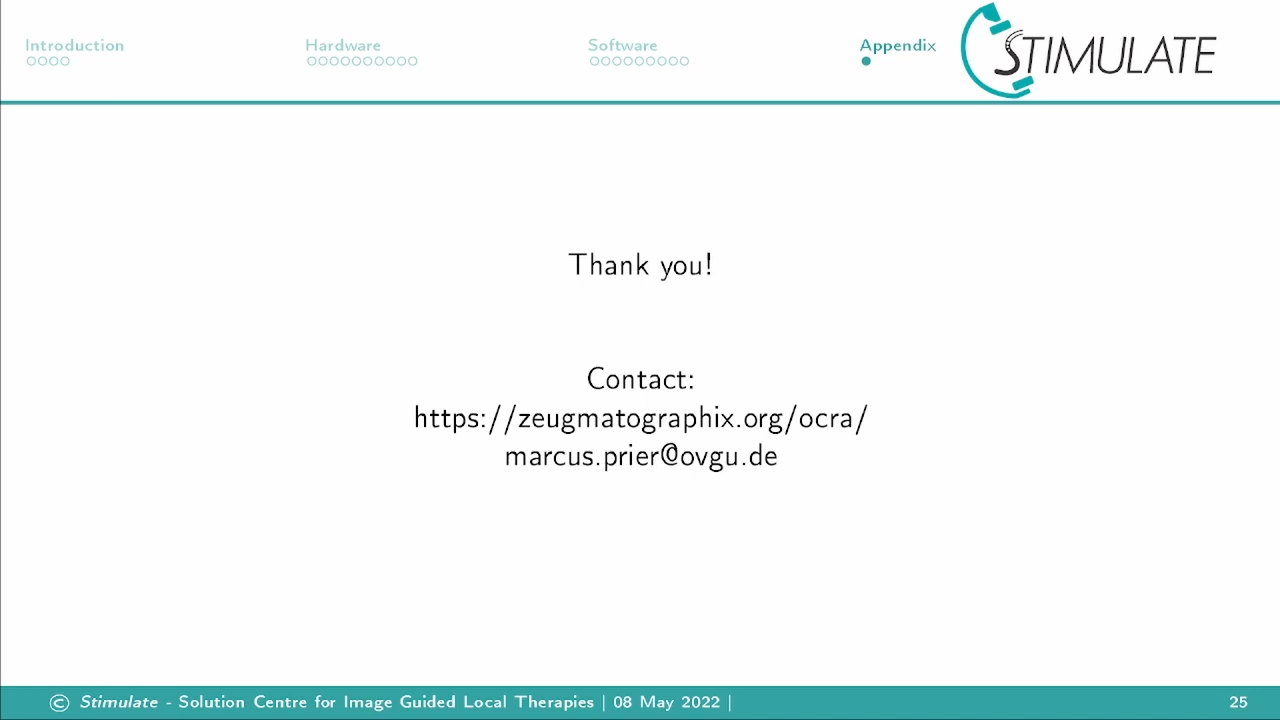 Introduction
Hardware
Software
Appendix
STIMULATE
Thank you!
Contact:
https://zeugmatographix.org/ocra/
marcus.prier@ovgu.de
© Stimulate - Solution Centre for Image Guided Local Therapies | 08 May 2022 |
25